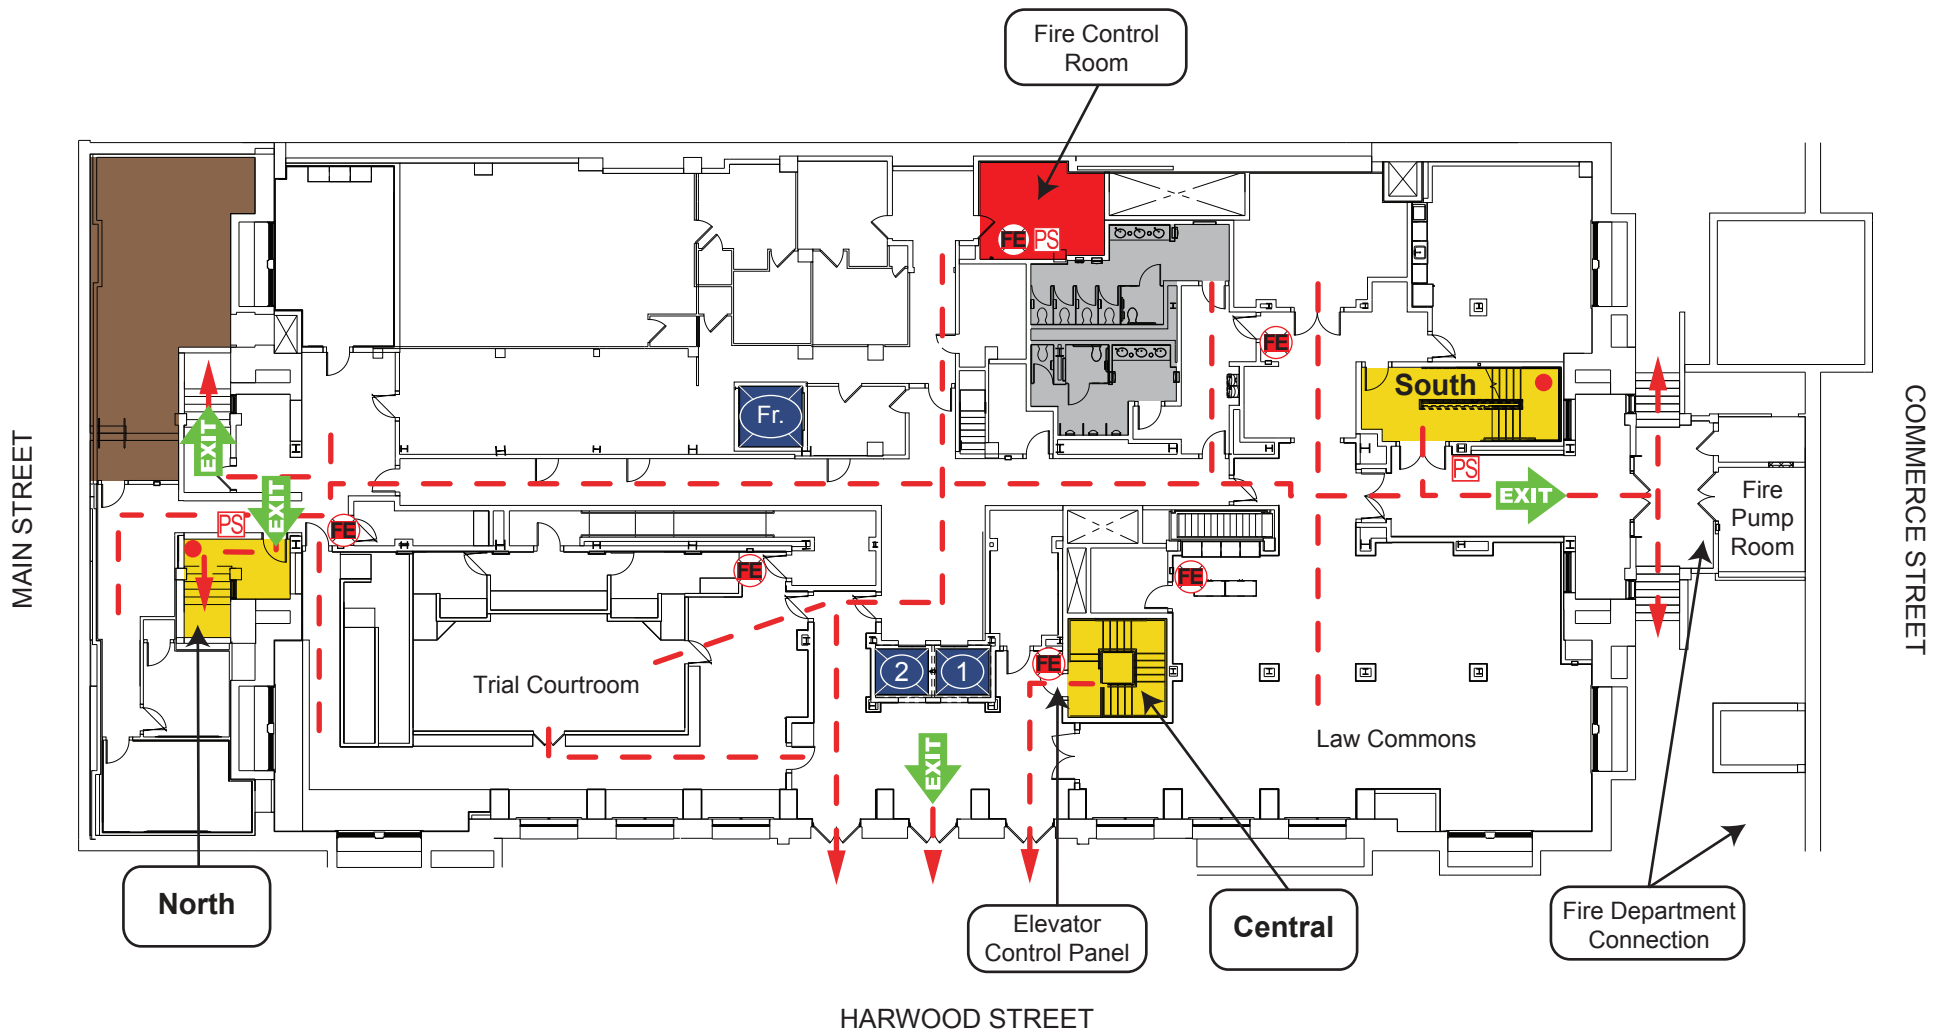 Fire Control
Room
FE PS
FE
South
Fr.
PS
EXIT
EXIT
EXIT
Fire
Pump
Room
MAIN STREET
COMMERCE STREET
PS
FE
FE
FE
FE
2
1
Trial Courtroom
Law Commons
EXIT
North
Elevator
Control Panel
Central
Fire Department
Connection
HARWOOD STREET